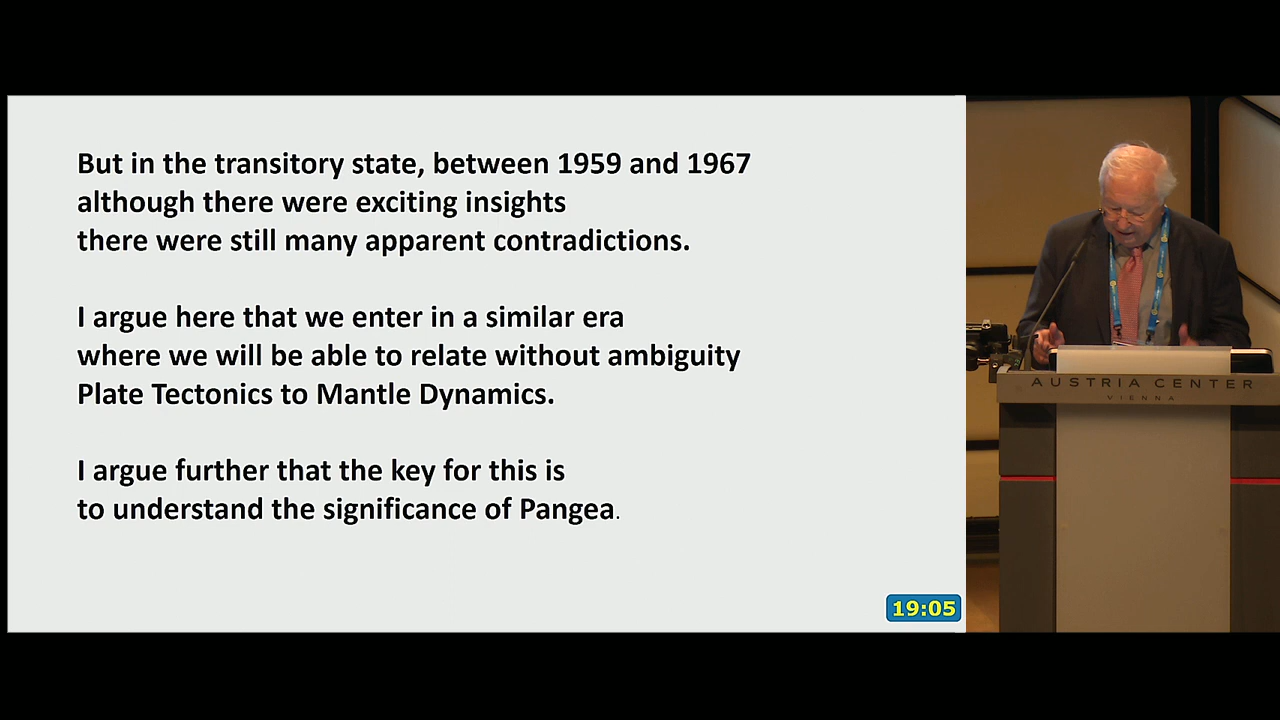 But in the transitory state, between 1959 and 1967
although there were exciting insights
there were still many apparent contradictions.
I argue here that we enter in a similar era
where we will be able to relate without ambiguity
Plate Tectonics to Mantle Dynamics.
I argue further that the key for this is
to understand the significance of Pangea.
19:05
AUSTRIA CENTER
VIENNA